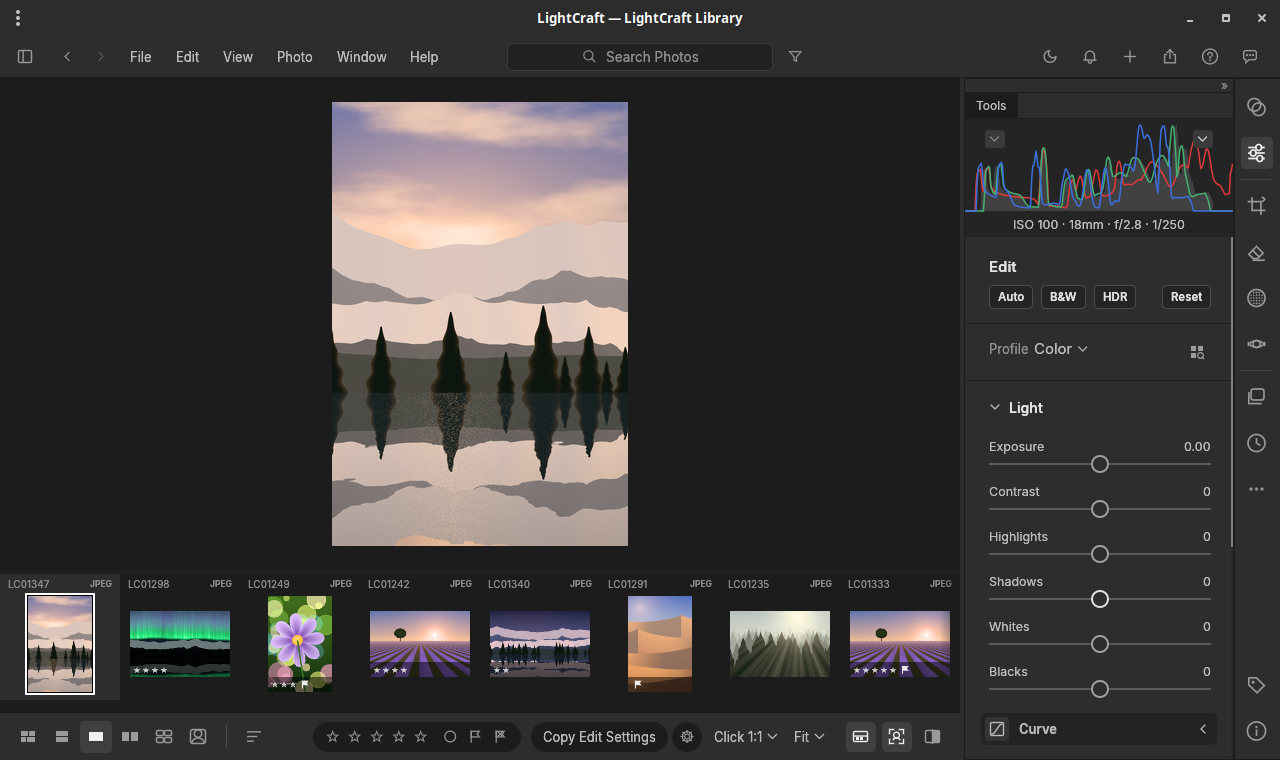 LightCraft — LightCraft Library
File Edit View Photo Window Help
Search Photos
Tools
ISO 100 · 18mm · f/2.8 · 1/250
Edit
Auto B&W HDR Reset
Profile Color
Light
Exposure 0.00
Contrast 0
Highlights 0
Shadows 0
Whites 0
Blacks 0
Curve
LC01347 JPEG LC01298 JPEG LC01249 JPEG LC01242 JPEG LC01340 JPEG LC01291 JPEG LC01235 JPEG LC01333 JPEG
Copy Edit Settings Click 1:1 Fit